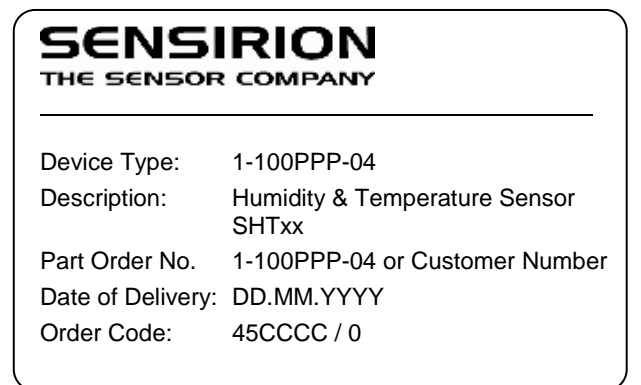 SENSIRION
THE SENSOR COMPANY
Device Type: 1-100PPP-04
Description: Humidity & Temperature Sensor
SHTxx
Part Order No. 1-100PPP-04 or Customer Number
Date of Delivery: DD.MM.YYYY
Order Code: 45CCCC / 0